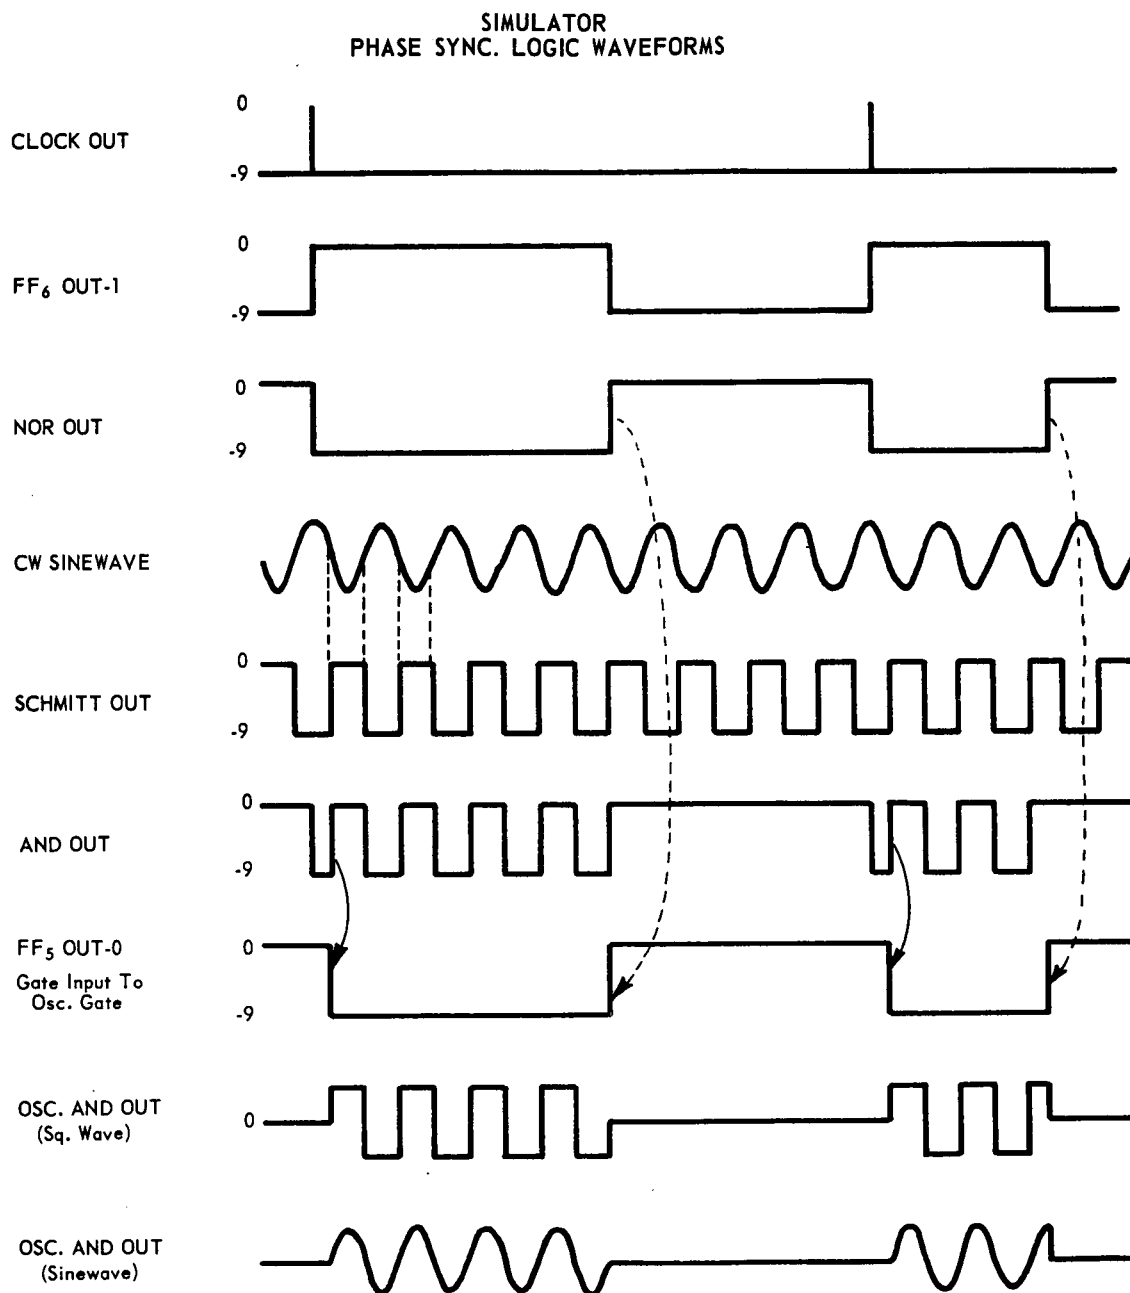 SIMULATOR
PHASE SYNC. LOGIC WAVEFORMS
0
CLOCK OUT
-9
0
FF₆ OUT-1
-9
0
NOR OUT
-9
CW SINEWAVE
0
SCHMITT OUT
-9
0
AND OUT
-9
FF₅ OUT-0
0
Gate Input To
Osc. Gate
-9
OSC. AND OUT
0
(Sq. Wave)
OSC. AND OUT
(Sinewave)